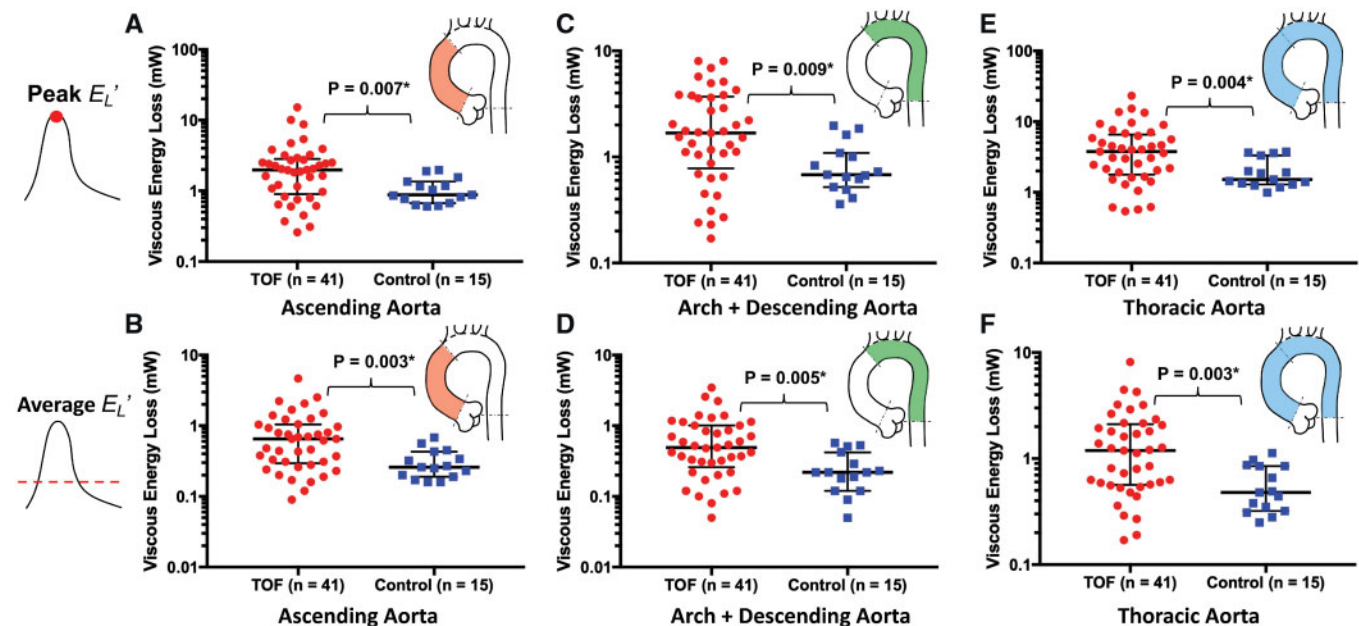 Peak E_L'
A
Viscous Energy Loss (mW)
100
10
1
0.1
P = 0.007*
TOF (n = 41) Control (n = 15)
Ascending Aorta
C
Viscous Energy Loss (mW)
10
1
0.1
P = 0.009*
TOF (n = 41) Control (n = 15)
Arch + Descending Aorta
E
Viscous Energy Loss (mW)
100
10
1
0.1
P = 0.004*
TOF (n = 41) Control (n = 15)
Thoracic Aorta
Average E_L'
B
Viscous Energy Loss (mW)
10
1
0.1
0.01
P = 0.003*
TOF (n = 41) Control (n = 15)
Ascending Aorta
D
Viscous Energy Loss (mW)
10
1
0.1
0.01
P = 0.005*
TOF (n = 41) Control (n = 15)
Arch + Descending Aorta
F
Viscous Energy Loss (mW)
10
1
0.1
P = 0.003*
TOF (n = 41) Control (n = 15)
Thoracic Aorta